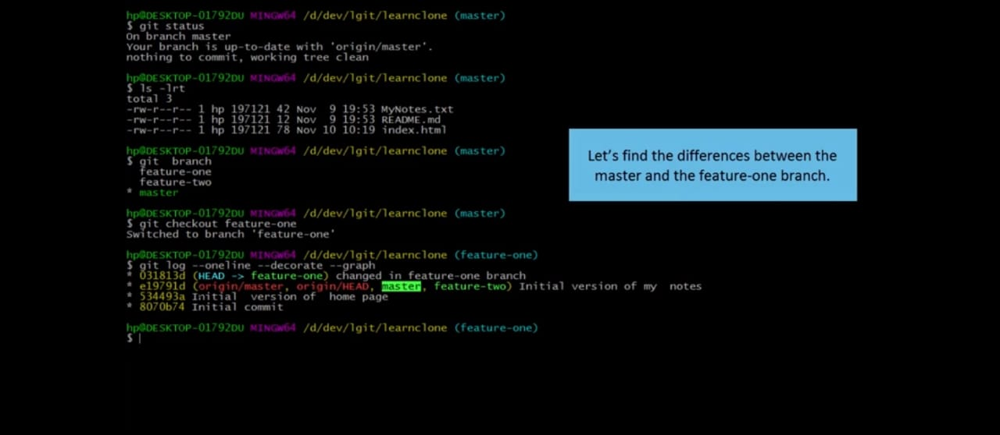 hp@DESKTOP-01792DU MINGW64 /d/dev/lgit/learnclone (master)
$ git status
On branch master
Your branch is up-to-date with 'origin/master'.
nothing to commit, working tree clean
hp@DESKTOP-01792DU MINGW64 /d/dev/lgit/learnclone (master)
$ ls -lrt
total 3
-rw-r--r-- 1 hp 197121 42 Nov  9 19:53 MyNotes.txt
-rw-r--r-- 1 hp 197121 12 Nov  9 19:53 README.md
-rw-r--r-- 1 hp 197121 78 Nov 10 10:19 index.html
hp@DESKTOP-01792DU MINGW64 /d/dev/lgit/learnclone (master)
$ git  branch
  feature-one
  feature-two
* master
hp@DESKTOP-01792DU MINGW64 /d/dev/lgit/learnclone (master)
$ git checkout feature-one
Switched to branch 'feature-one'
hp@DESKTOP-01792DU MINGW64 /d/dev/lgit/learnclone (feature-one)
$ git log --oneline --decorate --graph
* 031813d (HEAD -> feature-one) changed in feature-one branch
* e19791d (origin/master, origin/HEAD, master, feature-two) Initial version of my  notes
* 534493a Initial  version of  home page
* 8070b74 Initial commit
hp@DESKTOP-01792DU MINGW64 /d/dev/lgit/learnclone (feature-one)
$
Let's find the differences between the
master and the feature-one branch.